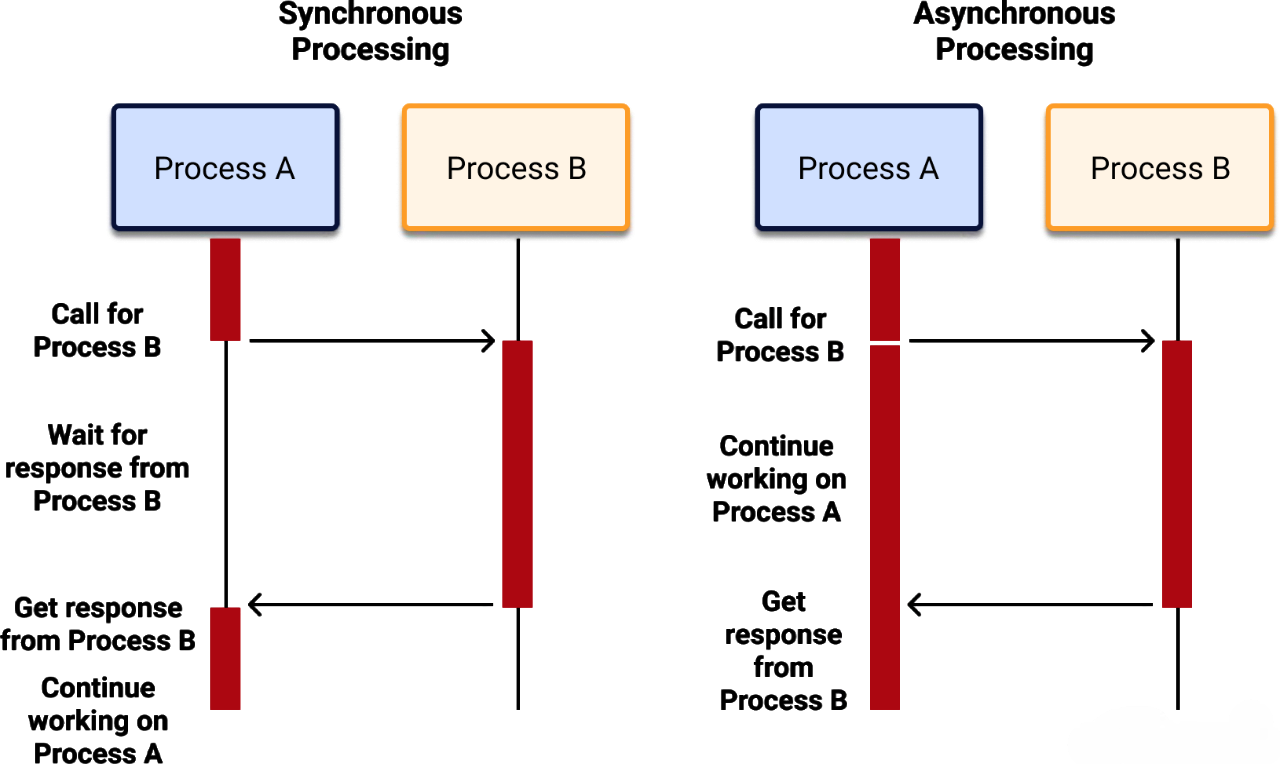 Synchronous
Processing
Process A
Process B
Call for
Process B
Wait for
response from
Process B
Get response
from Process B
Continue
working on
Process A
Asynchronous
Processing
Process A
Process B
Call for
Process B
Continue
working on
Process A
Get
response
from
Process B